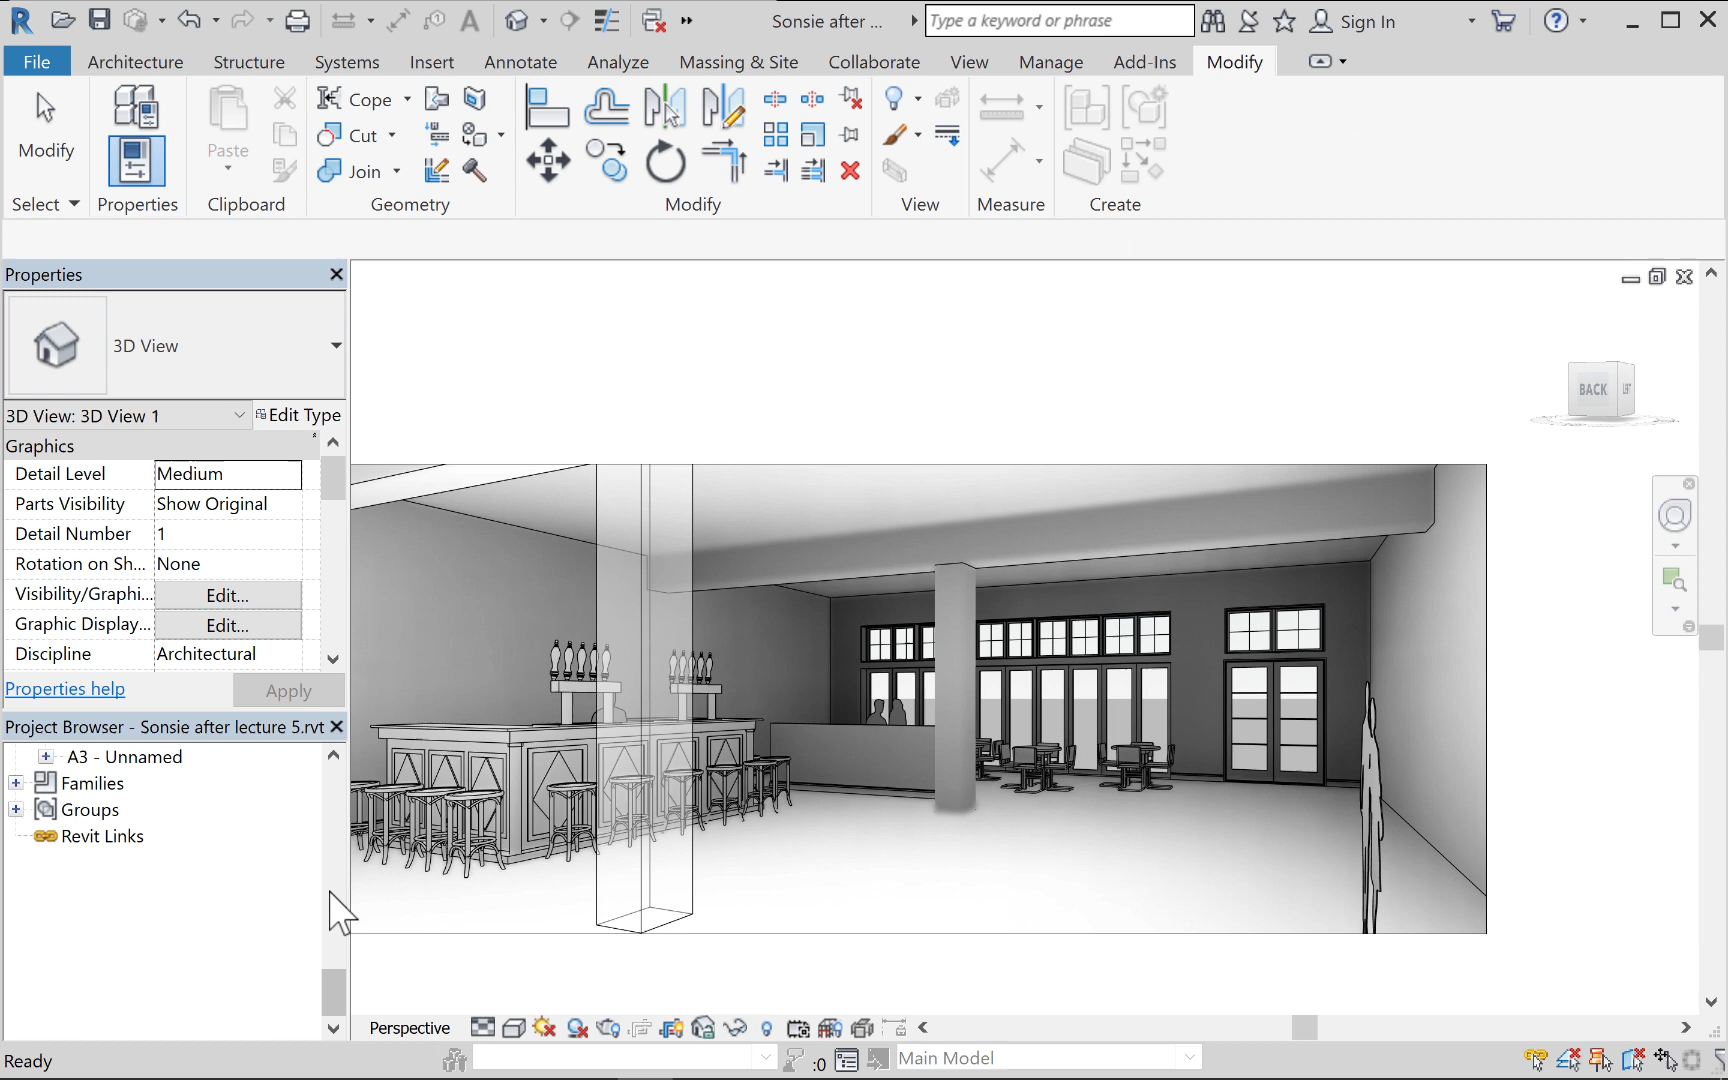 Sonsie after ...
Type a keyword or phrase
Sign In
File Architecture Structure Systems Insert Annotate Analyze Massing & Site Collaborate View Manage Add-Ins Modify
Cope
Cut
Join
Modify
Paste
Select Properties Clipboard Geometry Modify View Measure Create
Properties
3D View
3D View: 3D View 1
Edit Type
Graphics
Detail Level Medium
Parts Visibility Show Original
Detail Number 1
Rotation on Sh... None
Visibility/Graphi... Edit...
Graphic Display... Edit...
Discipline Architectural
Properties help
Apply
Project Browser - Sonsie after lecture 5.rvt
A3 - Unnamed
Families
Groups
Revit Links
BACK
Perspective
Ready
:0
Main Model